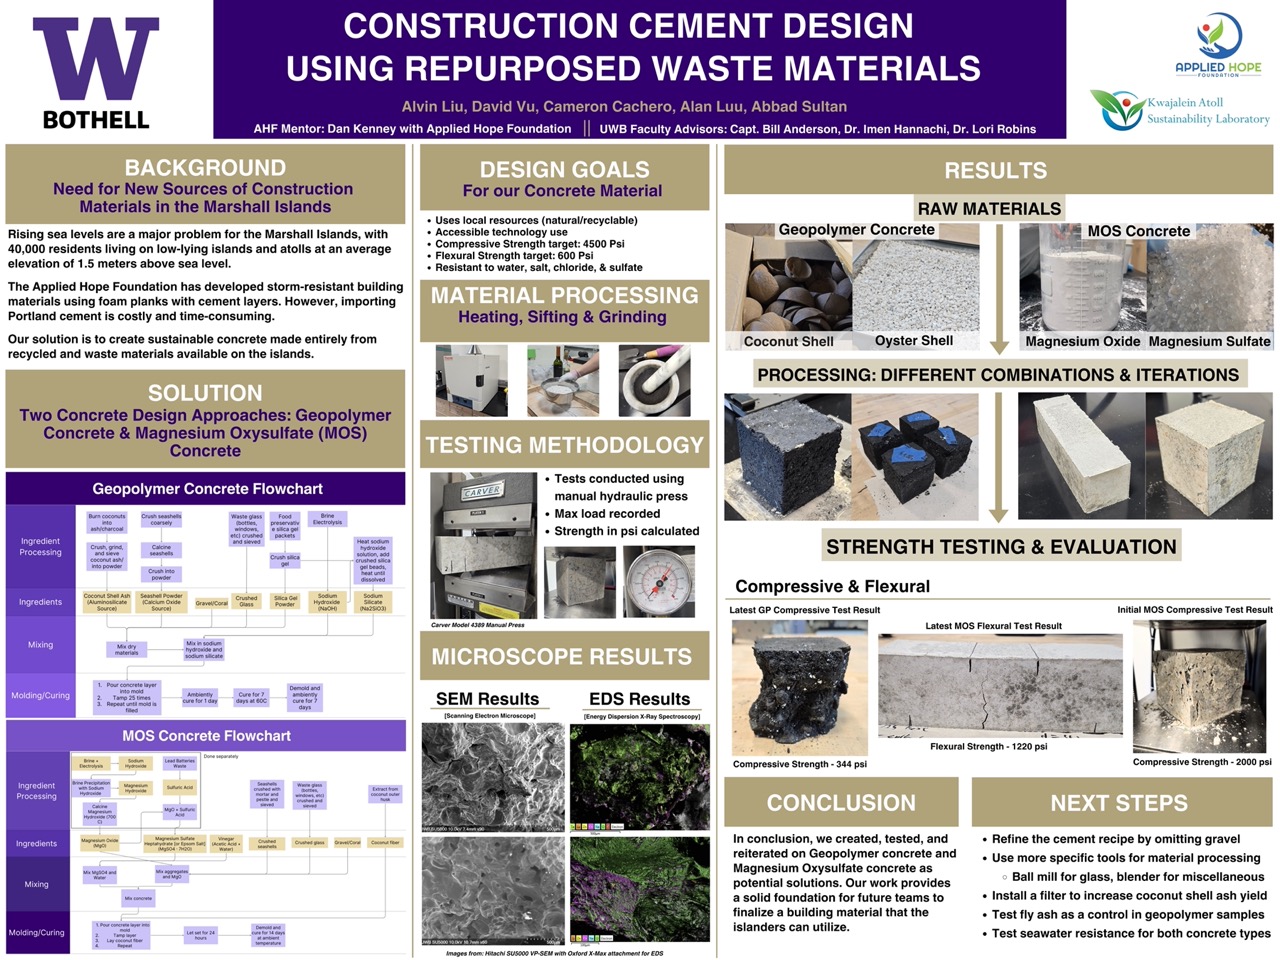 W
BOTHELL
CONSTRUCTION CEMENT DESIGN
USING REPURPOSED WASTE MATERIALS
Alvin Liu, David Vu, Cameron Cachero, Alan Luu, Abbad Sultan
AHF Mentor: Dan Kenney with Applied Hope Foundation || UWB Faculty Advisors: Capt. Bill Anderson, Dr. Imen Hannachi, Dr. Lori Robins
APPLIED HOPE
FOUNDATION
Kwajalein Atoll
Sustainability Laboratory
BACKGROUND
Need for New Sources of Construction
Materials in the Marshall Islands
Rising sea levels are a major problem for the Marshall Islands, with
40,000 residents living on low-lying islands and atolls at an average
elevation of 1.5 meters above sea level.
The Applied Hope Foundation has developed storm-resistant building
materials using foam planks with cement layers. However, importing
Portland cement is costly and time-consuming.
Our solution is to create sustainable concrete made entirely from
recycled and waste materials available on the islands.
SOLUTION
Two Concrete Design Approaches: Geopolymer
Concrete & Magnesium Oxysulfate (MOS)
Concrete
Geopolymer Concrete Flowchart
Ingredient
Processing
Burn coconuts
into
ash/charcoal
Crush seashells
coarsely
Waste glass
(bottles,
windows,
etc) crushed
and sieved
Food
preservativ
e silica gel
packets
Brine
Electrolysis
Crush, grind,
and sieve
coconut ash/
into powder
Calcine
seashells
Crush into
powder
Crush silica
gel
Heat sodium
hydroxide
solution, add
crushed silica
gel beads,
heat until
dissolved
Ingredients
Coconut Shell Ash
(Aluminosilicate
Source)
Seashell Powder
(Calcium Oxide
Source)
Gravel/Coral
Crushed
Glass
Silica Gel
Powder
Sodium
Hydroxide
(NaOH)
Sodium
Silicate
(Na2SiO3)
Mixing
Mix dry
materials
Mix in sodium
hydroxide and
sodium silicate
Molding/Curing
1. Pour concrete layer
into mold
2. Tamp 25 times
3. Repeat until mold is
filled
Ambiently
cure for 1 day
Cure for 7
days at 60C
Demold and
ambiently
cure for 7
days
MOS Concrete Flowchart
Ingredient
Processing
Brine +
Electrolysis
Sodium
Hydroxide
Lead Batteries
Waste
Done separately
Brine Precipitation
with Sodium
Hydroxide
Magnesium
Hydroxide
Sulfuric Acid
Calcine
Magnesium
Hydroxide (700
C)
MgO + Sulfuric
Acid
Seashells
crushed with
mortar and
pestle and
sieved
Waste glass
(bottles,
windows, etc)
crushed and
sieved
Extract from
coconut outer
husk
Ingredients
Magnesium Oxide
(MgO)
Magnesium Sulfate
Heptahydrate [or Epsom Salt]
(MgSO4 · 7H2O)
Vinegar
(Acetic Acid +
Water)
Crushed
seashells
Crushed glass
Gravel/Coral
Coconut fiber
Mixing
Mix MgSO4 and
Water
Mix aggregates
and MgO
Mix concrete
Molding/Curing
1. Pour concrete layer into
mold
2. Tamp layer
3. Lay coconut fiber
4. Repeat
Let set for 24
hours
Demold and
cure for 14 days
at ambient
temperature
DESIGN GOALS
For our Concrete Material
• Uses local resources (natural/recyclable)
• Accessible technology use
• Compressive Strength target: 4500 Psi
• Flexural Strength target: 600 Psi
• Resistant to water, salt, chloride, & sulfate
MATERIAL PROCESSING
Heating, Sifting & Grinding
TESTING METHODOLOGY
CARVER
• Tests conducted using
manual hydraulic press
• Max load recorded
• Strength in psi calculated
Carver Model 4389 Manual Press
MICROSCOPE RESULTS
SEM Results
[Scanning Electron Microscope]
EDS Results
[Energy Dispersion X-Ray Spectroscopy]
Images from: Hitachi SU5000 VP-SEM with Oxford X-Max attachment for EDS
RESULTS
RAW MATERIALS
Geopolymer Concrete
MOS Concrete
Coconut Shell
Oyster Shell
Magnesium Oxide
Magnesium Sulfate
PROCESSING: DIFFERENT COMBINATIONS & ITERATIONS
STRENGTH TESTING & EVALUATION
Compressive & Flexural
Latest GP Compressive Test Result
Latest MOS Flexural Test Result
Initial MOS Compressive Test Result
Compressive Strength - 344 psi
Flexural Strength - 1220 psi
Compressive Strength - 2000 psi
CONCLUSION
In conclusion, we created, tested, and
reiterated on Geopolymer concrete and
Magnesium Oxysulfate concrete as
potential solutions. Our work provides
a solid foundation for future teams to
finalize a building material that the
islanders can utilize.
NEXT STEPS
• Refine the cement recipe by omitting gravel
• Use more specific tools for material processing
○ Ball mill for glass, blender for miscellaneous
• Install a filter to increase coconut shell ash yield
• Test fly ash as a control in geopolymer samples
• Test seawater resistance for both concrete types